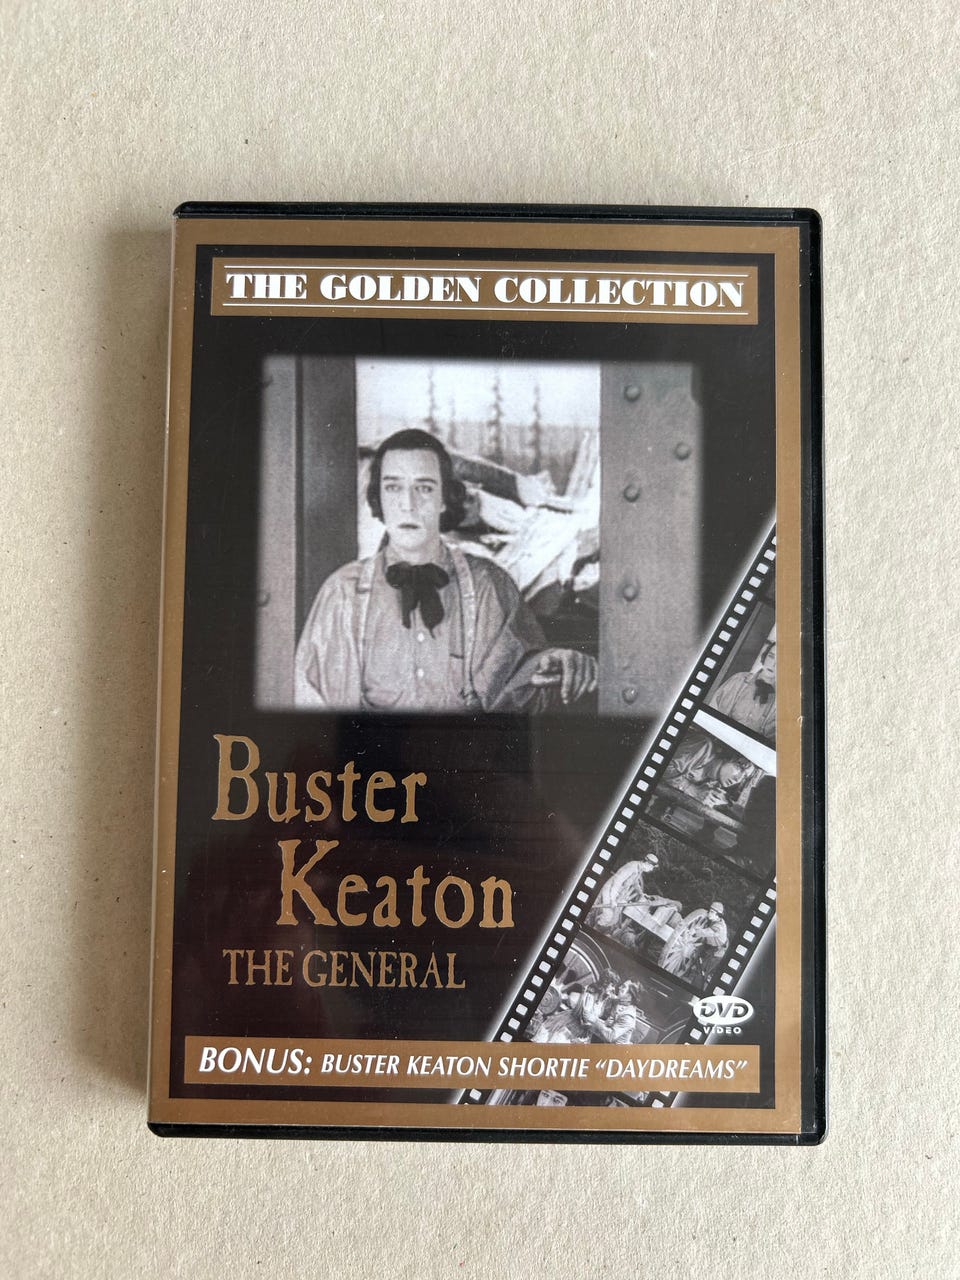 THE GOLDEN COLLECTION
Buster
Keaton
THE GENERAL
DVD
VIDEO
BONUS: BUSTER KEATON SHORTIE “DAYDREAMS”